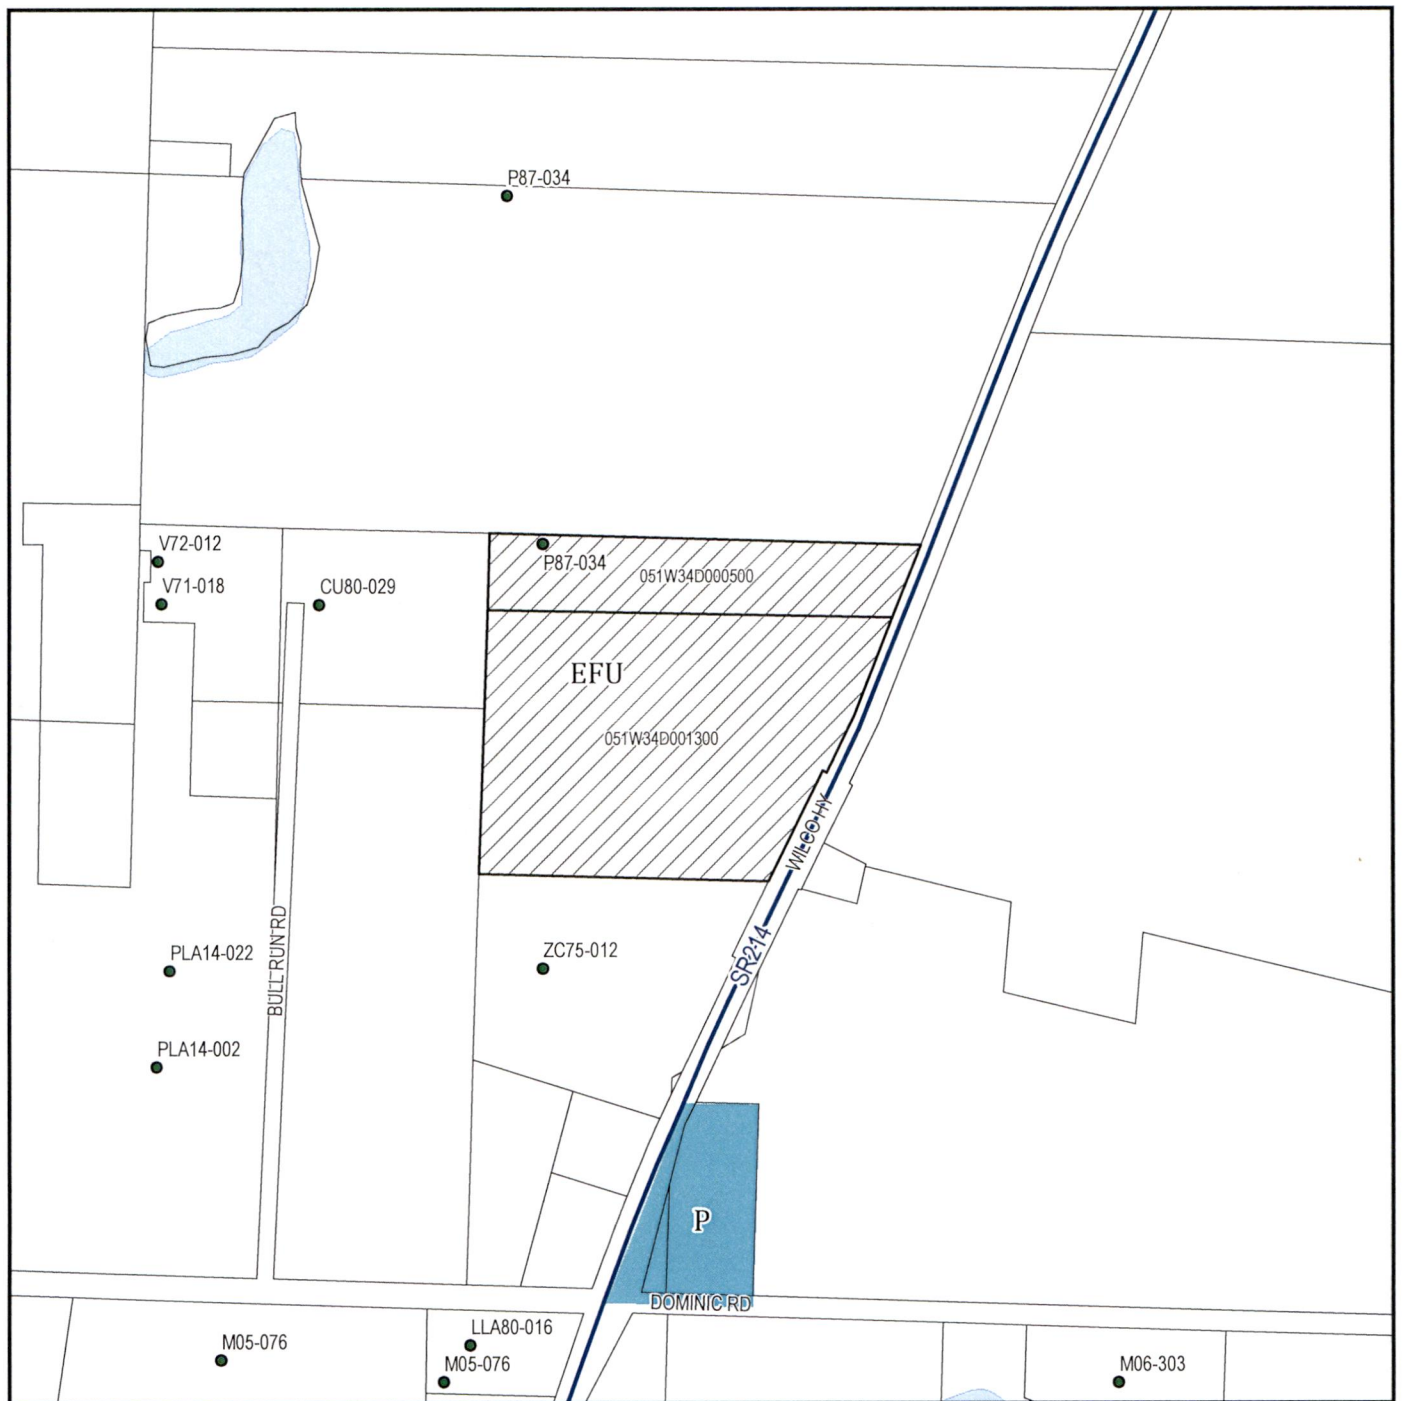 P87-034
V72-012
P87-034
051W34D000500
V71-018
CU80-029
EFU
051W34D001300
WILCO HY
BULL RUN RD
PLA14-022
ZC75-012
SR214
PLA14-002
P
DOMINIC RD
LLA80-016
M05-076
M05-076
M06-303